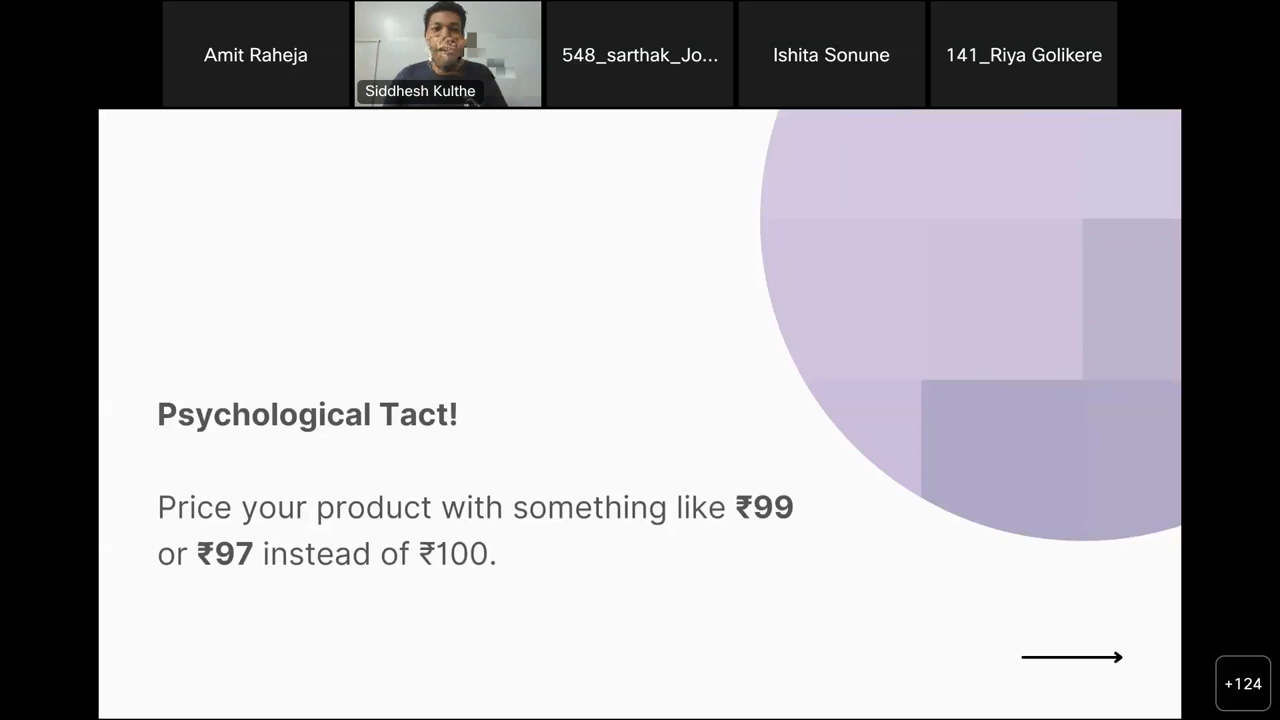 Amit Raheja
Siddhesh Kulthe
548_sarthak_Jo...
Ishita Sonune
141_Riya Golikere
Psychological Tact!
Price your product with something like ₹99
or ₹97 instead of ₹100.
+124